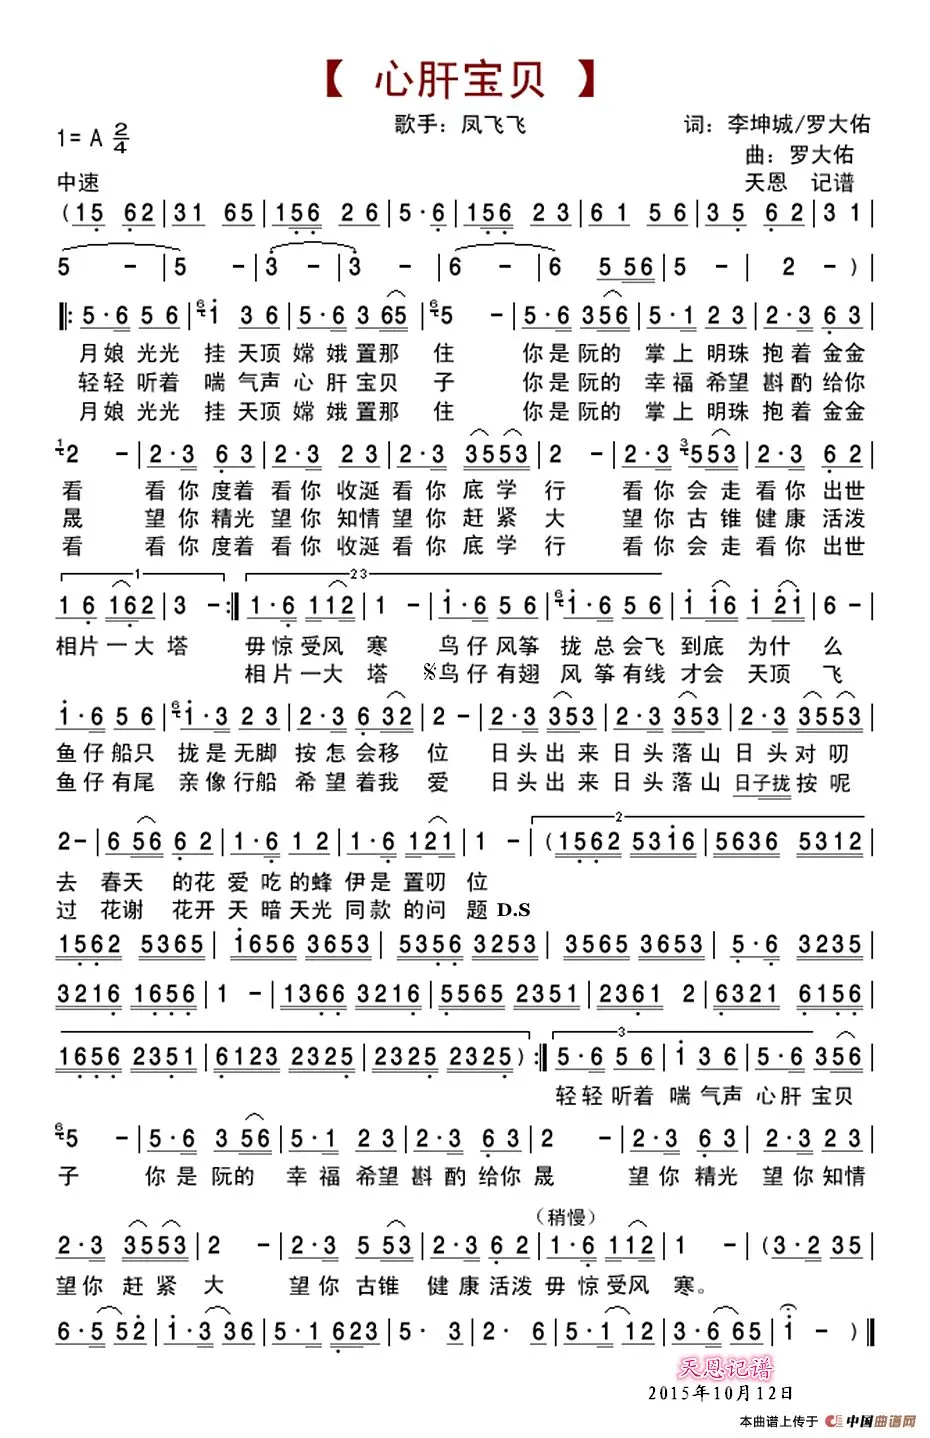 【 心肝宝贝 】
歌手：凤飞飞
词：李坤城/罗大佑
1= A 2/4
曲：罗大佑
中速
天恩 记谱
(15 62|31 65|156 26|5·6|156 23|61 56|35 62|31|
5 -|5 -|3 -|3 -|6 -|6 556|5 -|2 -)|
||:5·6 56|61 36|5·6 365|65 -|5·6 356|5·1 23|2·3 63|
月娘光光 挂天顶嫦娥置那 住 你是阮的 掌上明珠抱着金金
轻轻听着 喘气声心肝宝贝 子 你是阮的 幸福希望斟酌给你
月娘光光 挂天顶嫦娥置那 住 你是阮的 掌上明珠抱着金金
12 -|2·3 63|2·3 23|2·3 3553|2 -|2·3 3553|2·3 62|
看 看你度着看你收涎看你底学行 看你会走看你出世
晟 望你精光望你知情望你赶紧大 望你古锥健康活泼
看 看你度着看你收涎看你底学行 看你会走看你出世
1
23
16 162|3 -:||1·6 112|1 -|1·6 56|61·6 56|116 121|6 -|
相片一大塔 毋惊受风寒 鸟仔风筝 拢总会飞到底为什么
相片一大塔 𝄋鸟仔有翅 风筝有线才会 天顶 飞
1·6 56|61·3 23|2·3 632|2 -|2·3 353|2·3 353|2·3 3553|
鱼仔船只 拢是无脚 按怎会移 位 日头出来日头落山日头对叨
鱼仔有尾 亲像行船 希望着我 爱 日头出来日头落山日子拢按呢
2
2-|656 62|1·6 12|1·6 121|1 -|(1562 5316|5636 5312|
去 春天 的花爱吃的蜂伊是置叨 位
过 花谢 花开天暗天光同款的问 题 D.S
1562 5365|1656 3653|5356 3253|3565 3653|5·6 3235|
3216 1656|1 -|1366 3216|5565 2351|2361 2|6321 6156|
3
1656 2351|6123 2325|2325 2325):||5·6 56|1 36|5·6 356|
轻轻听着 喘气声心肝宝贝
65 -|5·6 356|5·1 23|2·3 63|2 -|2·3 63|2·3 23|
子 你是阮的 幸福希望斟酌给你晟 望你精光望你知情
（稍慢）
2·3 3553|2 -|2·3 553|2·3 62|1·6 112|1 -|(3·2 35|
望你赶紧大 望你古锥 健康活泼毋惊受风 寒。
6·5 52|1·3 36|5·1 623|5· 3|2· 6|5·1 12|3·6 65|1 -)||
天恩记谱
2015年10月12日
本曲谱上传于 中国曲谱网